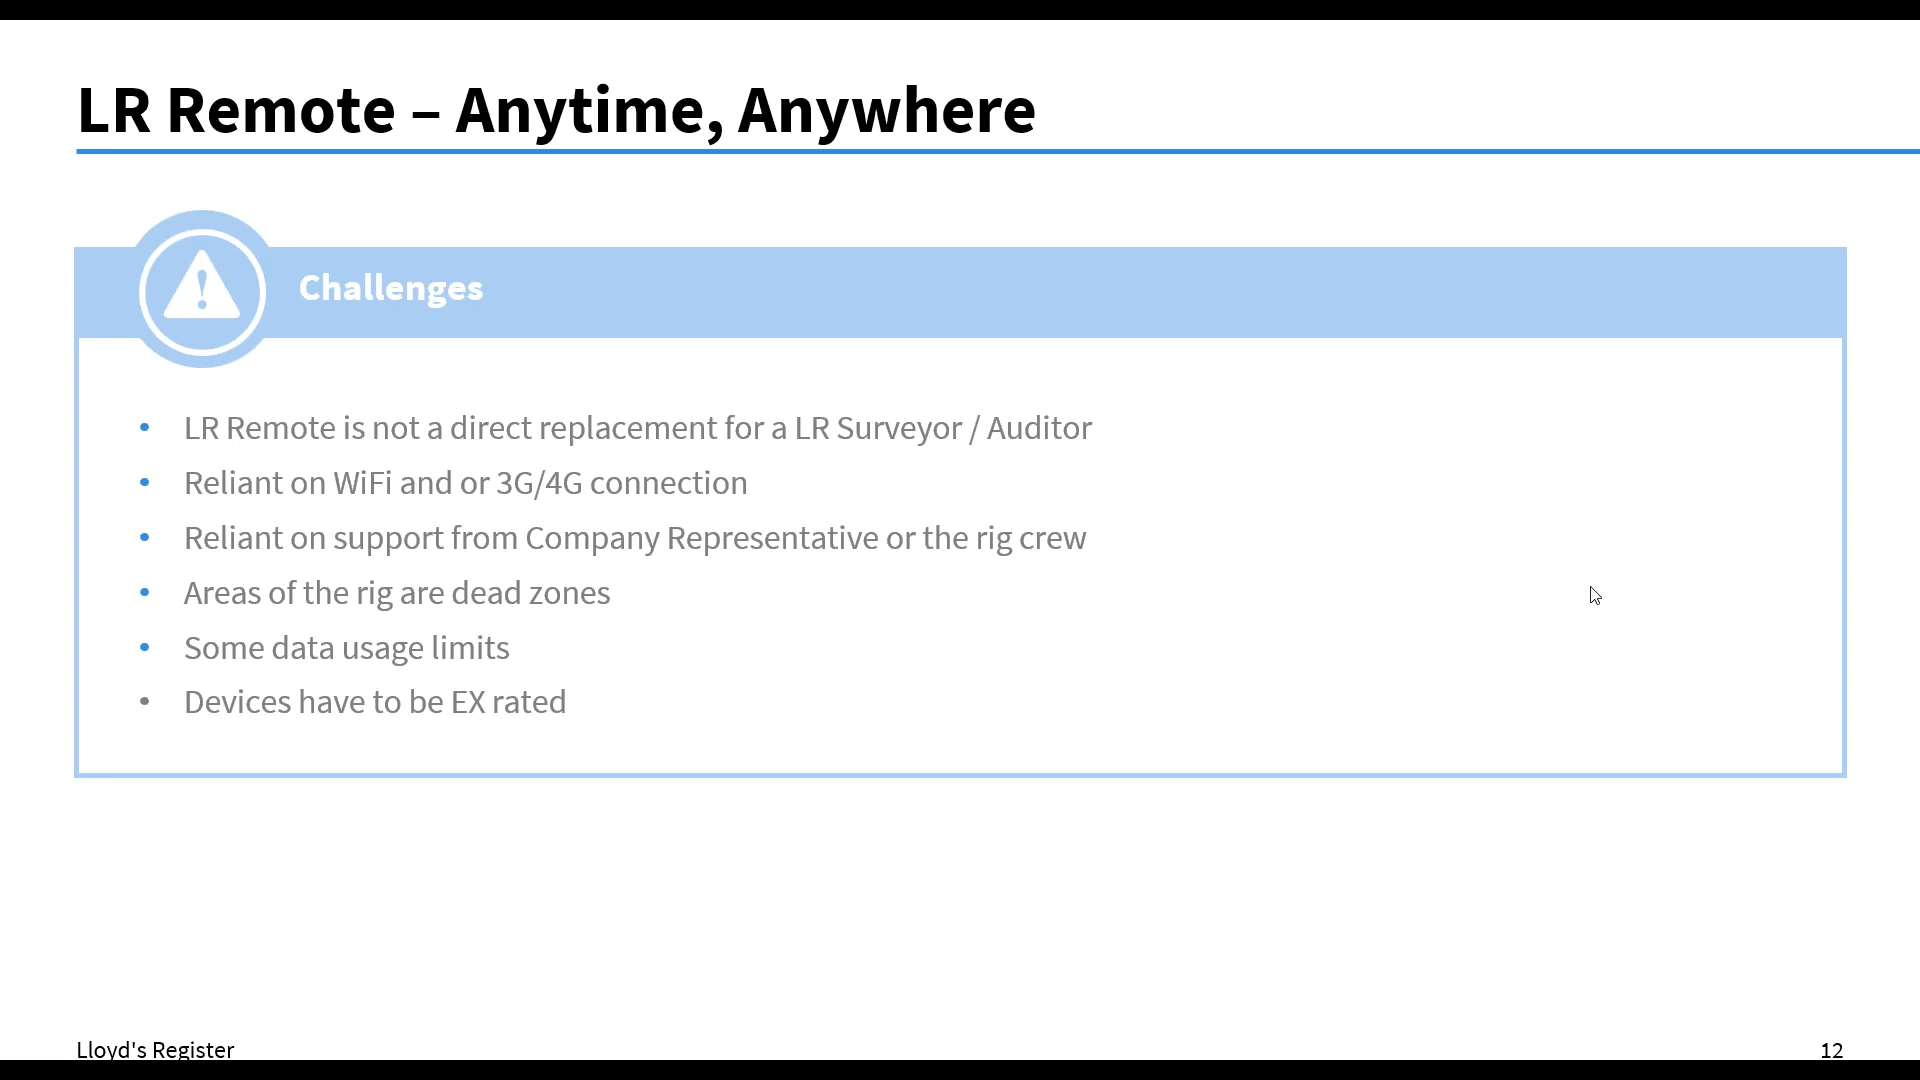 LR Remote – Anytime, Anywhere
Challenges
• LR Remote is not a direct replacement for a LR Surveyor / Auditor
• Reliant on WiFi and or 3G/4G connection
• Reliant on support from Company Representative or the rig crew
• Areas of the rig are dead zones
• Some data usage limits
• Devices have to be EX rated
Lloyd's Register
12